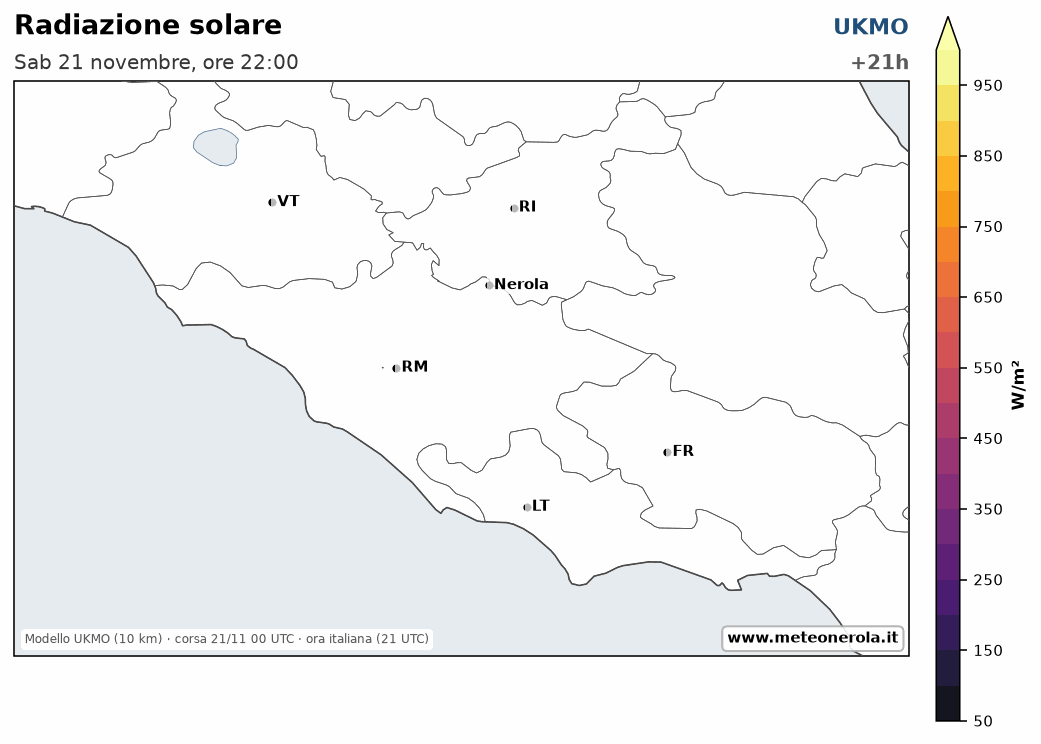 Radiazione solare
UKMO
Sab 21 novembre, ore 22:00
+21h
VT
RI
Nerola
RM
FR
LT
950
850
750
650
550
450
350
250
150
50
W/m²
Modello UKMO (10 km) · corsa 21/11 00 UTC · ora italiana (21 UTC)
www.meteonerola.it